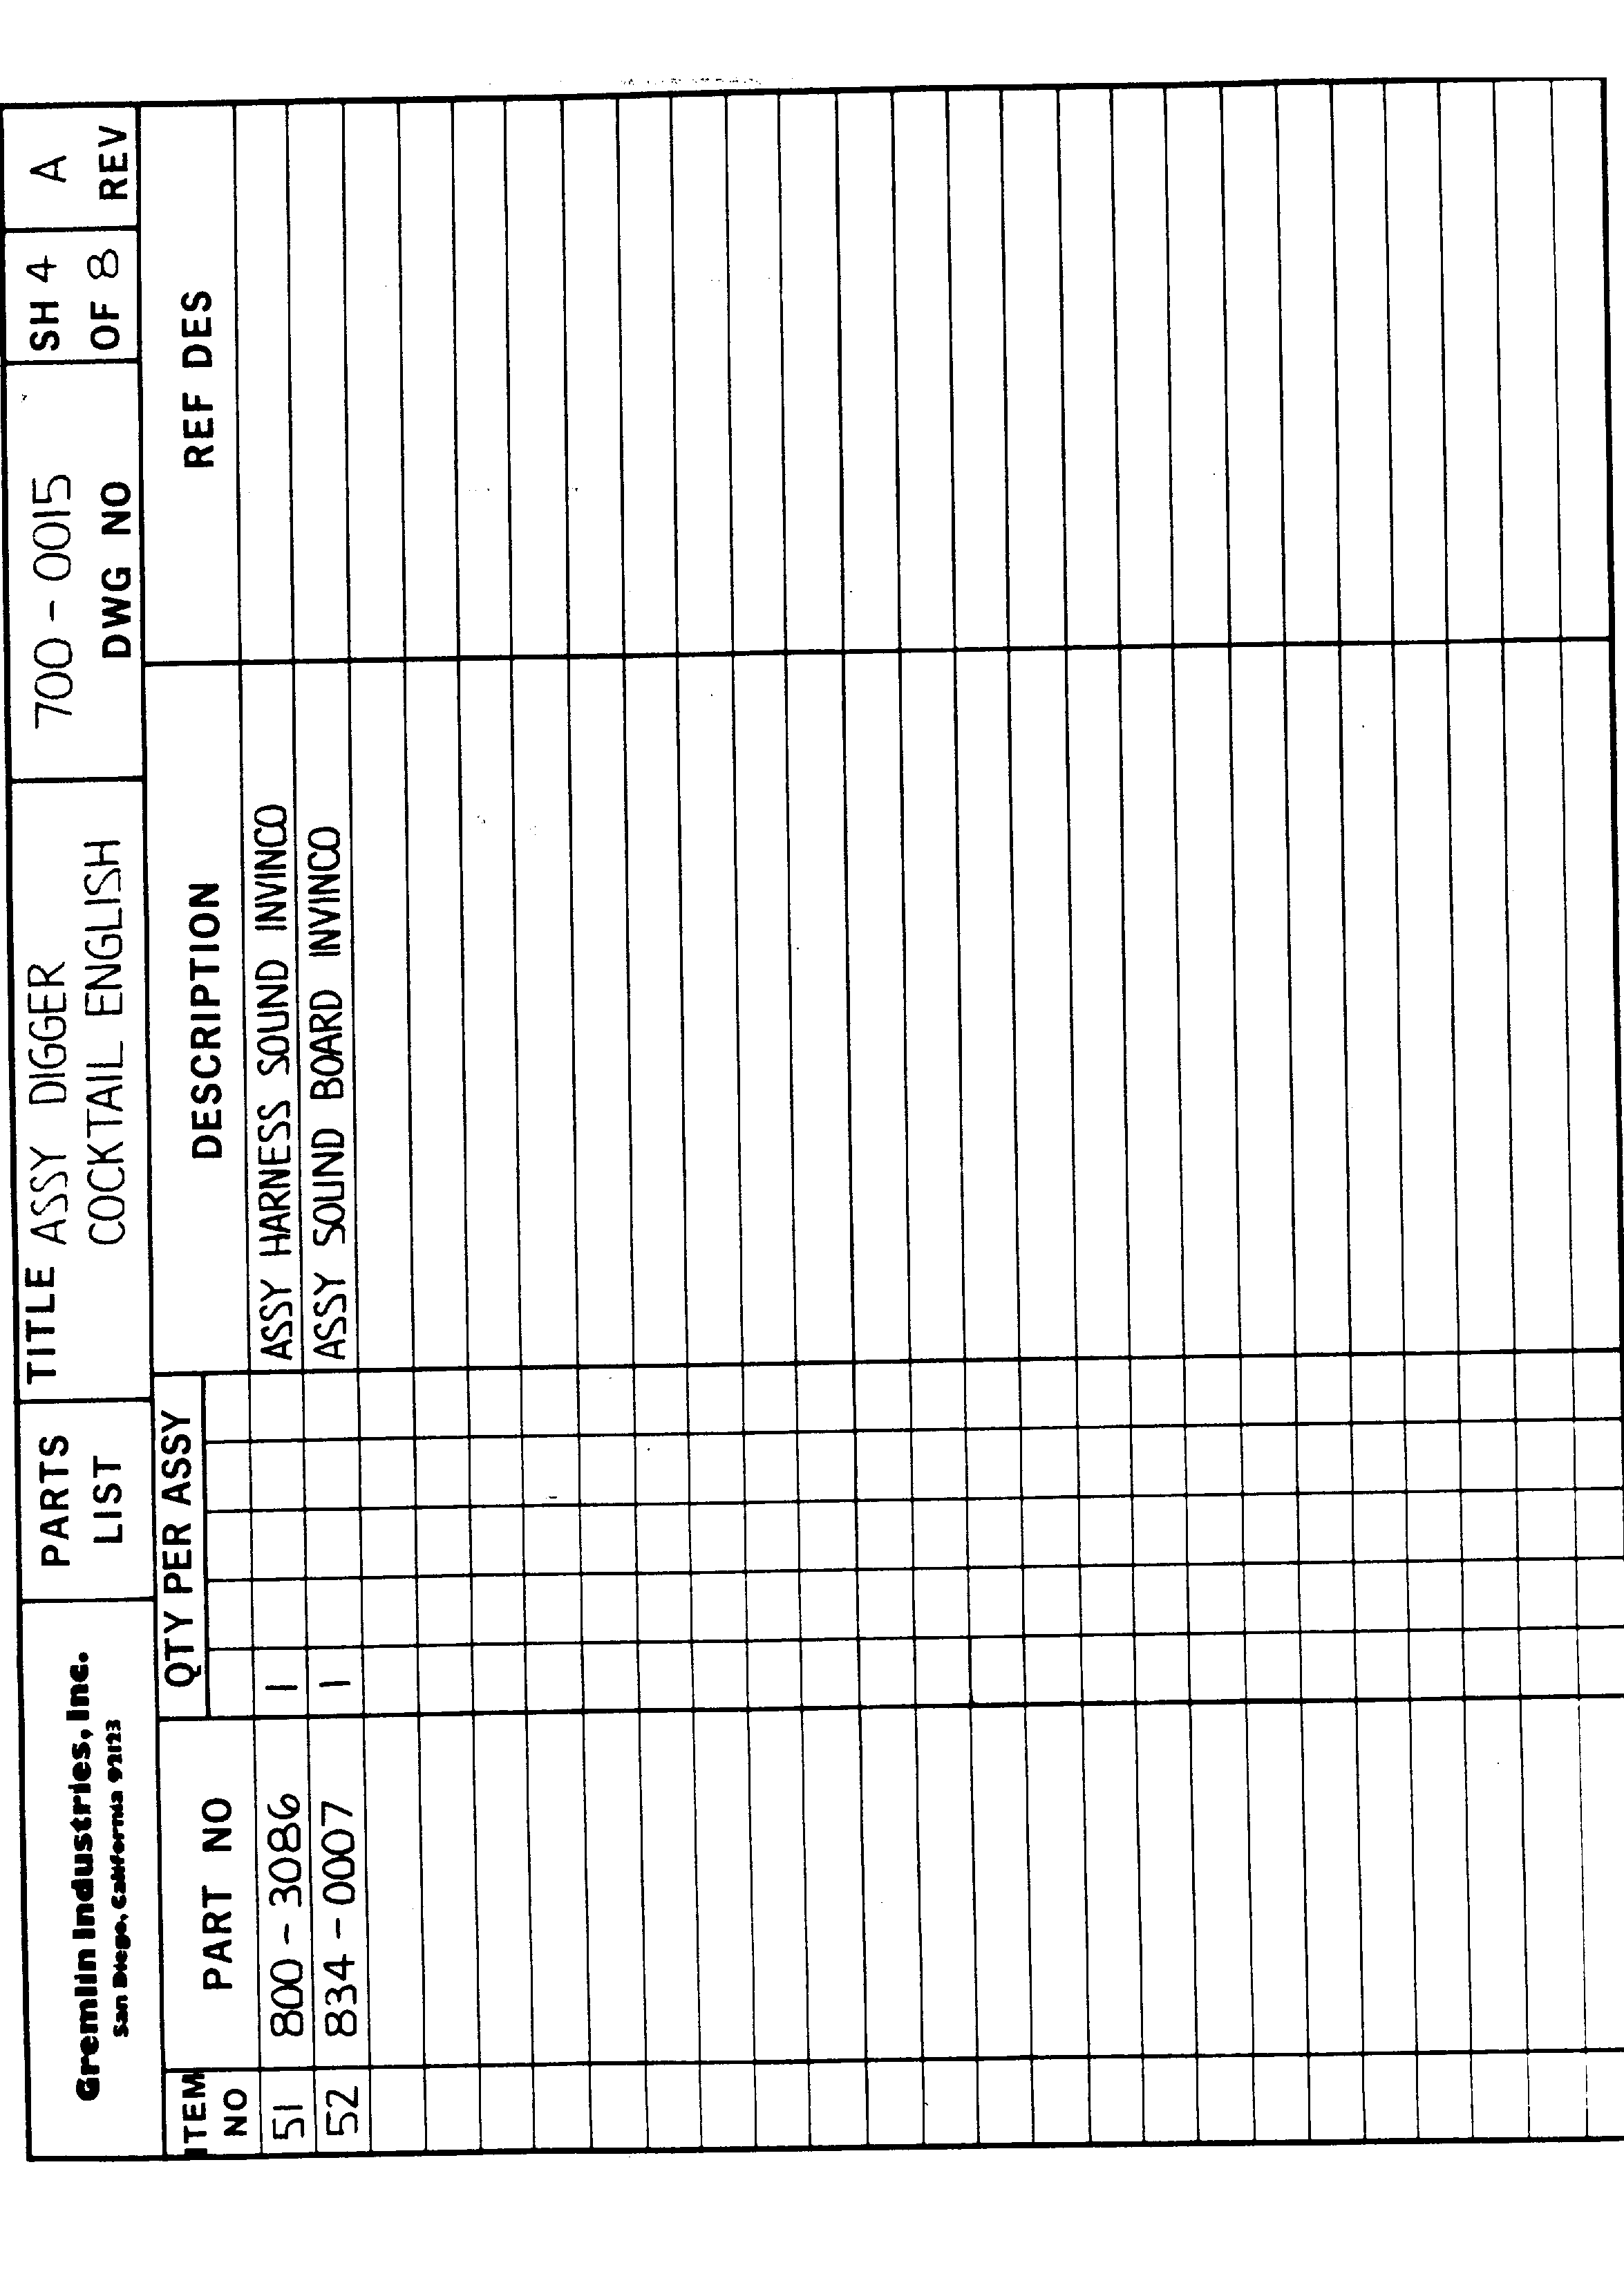 Gremlin Industries, Inc.
San Diego, California 92123
PARTS
LIST
TITLE ASSY DIGGER
COCKTAIL ENGLISH
700-0015
DWG NO
SH 4
OF 8
A
REV
ITEM
NO
PART NO
QTY PER ASSY
DESCRIPTION
REF DES
51 800-3086 1 ASSY HARNESS SOUND INVINCO
52 834-0007 1 ASSY SOUND BOARD INVINCO